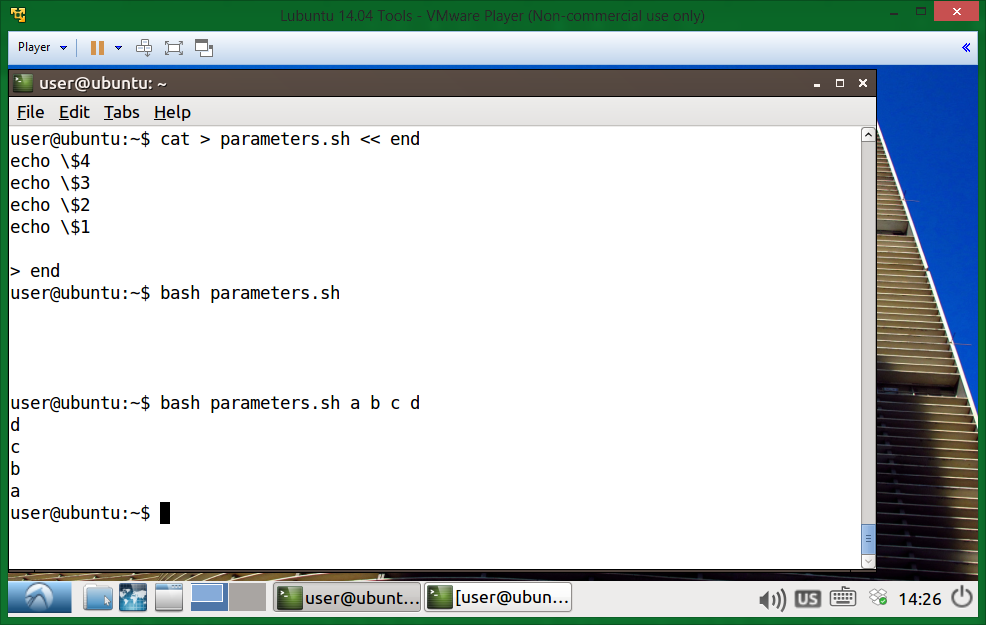 Lubuntu 14.04 Tools - VMware Player (Non-commercial use only)
Player
user@ubuntu: ~
File Edit Tabs Help
user@ubuntu:~$ cat > parameters.sh << end
echo \$4
echo \$3
echo \$2
echo \$1
> end
user@ubuntu:~$ bash parameters.sh
user@ubuntu:~$ bash parameters.sh a b c d
d
c
b
a
user@ubuntu:~$
user@ubunt... [user@ubun... US 14:26